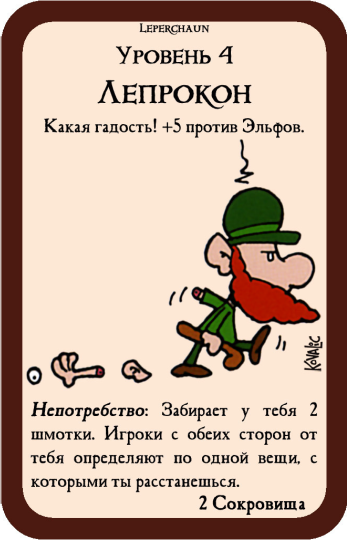 Leperchaun
Уровень 4
Лепрокон
Какая гадость! +5 против Эльфов.
Kovalic
Непотребство: Забирает у тебя 2
шмотки. Игроки с обеих сторон от
тебя определяют по одной вещи, с
которыми ты расстанешься.
2 Сокровища